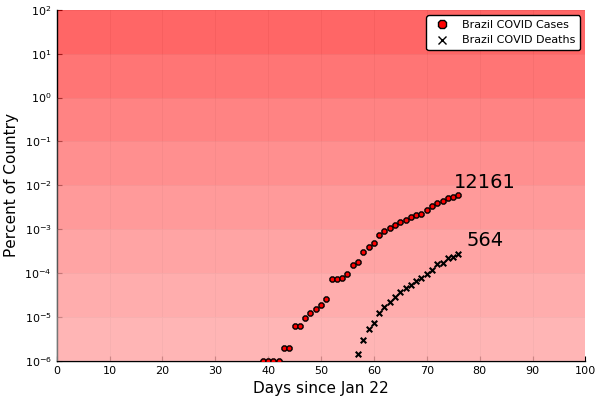 Brazil COVID Cases
Brazil COVID Deaths
10²
10¹
10⁰
10⁻¹
10⁻²
10⁻³
10⁻⁴
10⁻⁵
10⁻⁶
Percent of Country
12161
564
0 10 20 30 40 50 60 70 80 90 100
Days since Jan 22